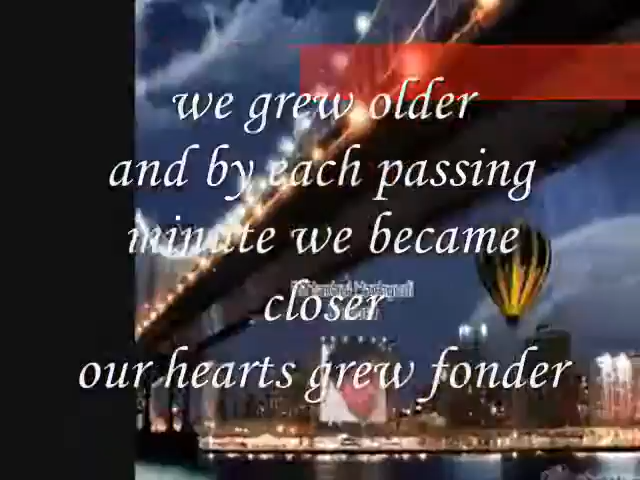 we grew older
and by each passing
minute we became
closer
our hearts grew fonder